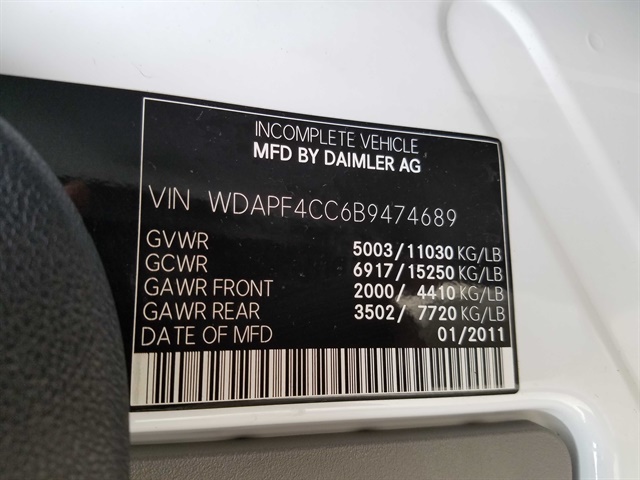 INCOMPLETE VEHICLE
MFD BY DAIMLER AG
VIN WDAPF4CC6B9474689
GVWR 5003/11030 KG/LB
GCWR 6917/15250 KG/LB
GAWR FRONT 2000/ 4410 KG/LB
GAWR REAR 3502/ 7720 KG/LB
DATE OF MFD 01/2011